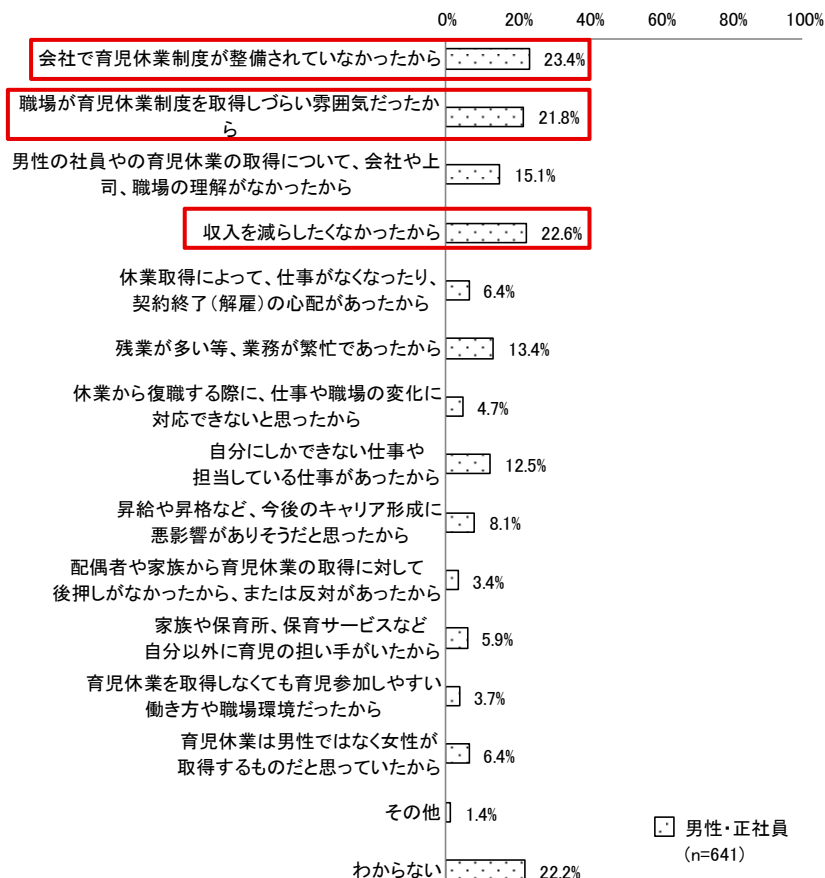 0% 20% 40% 60% 80% 100%
会社で育児休業制度が整備されていなかったから 23.4%
職場が育児休業制度を取得しづらい雰囲気だったか
ら 21.8%
男性の社員やの育児休業の取得について、会社や上
司、職場の理解がなかったから 15.1%
収入を減らしたくなかったから 22.6%
休業取得によって、仕事がなくなったり、
契約終了(解雇)の心配があったから 6.4%
残業が多い等、業務が繁忙であったから 13.4%
休業から復職する際に、仕事や職場の変化に
対応できないと思ったから 4.7%
自分にしかできない仕事や
担当している仕事があったから 12.5%
昇給や昇格など、今後のキャリア形成に
悪影響がありそうだと思ったから 8.1%
配偶者や家族から育児休業の取得に対して
後押しがなかったから、または反対があったから 3.4%
家族や保育所、保育サービスなど
自分以外に育児の担い手がいたから 5.9%
育児休業を取得しなくても育児参加しやすい
働き方や職場環境だったから 3.7%
育児休業は男性ではなく女性が
取得するものだと思っていたから 6.4%
その他 1.4%
わからない 22.2%
男性・正社員
(n=641)